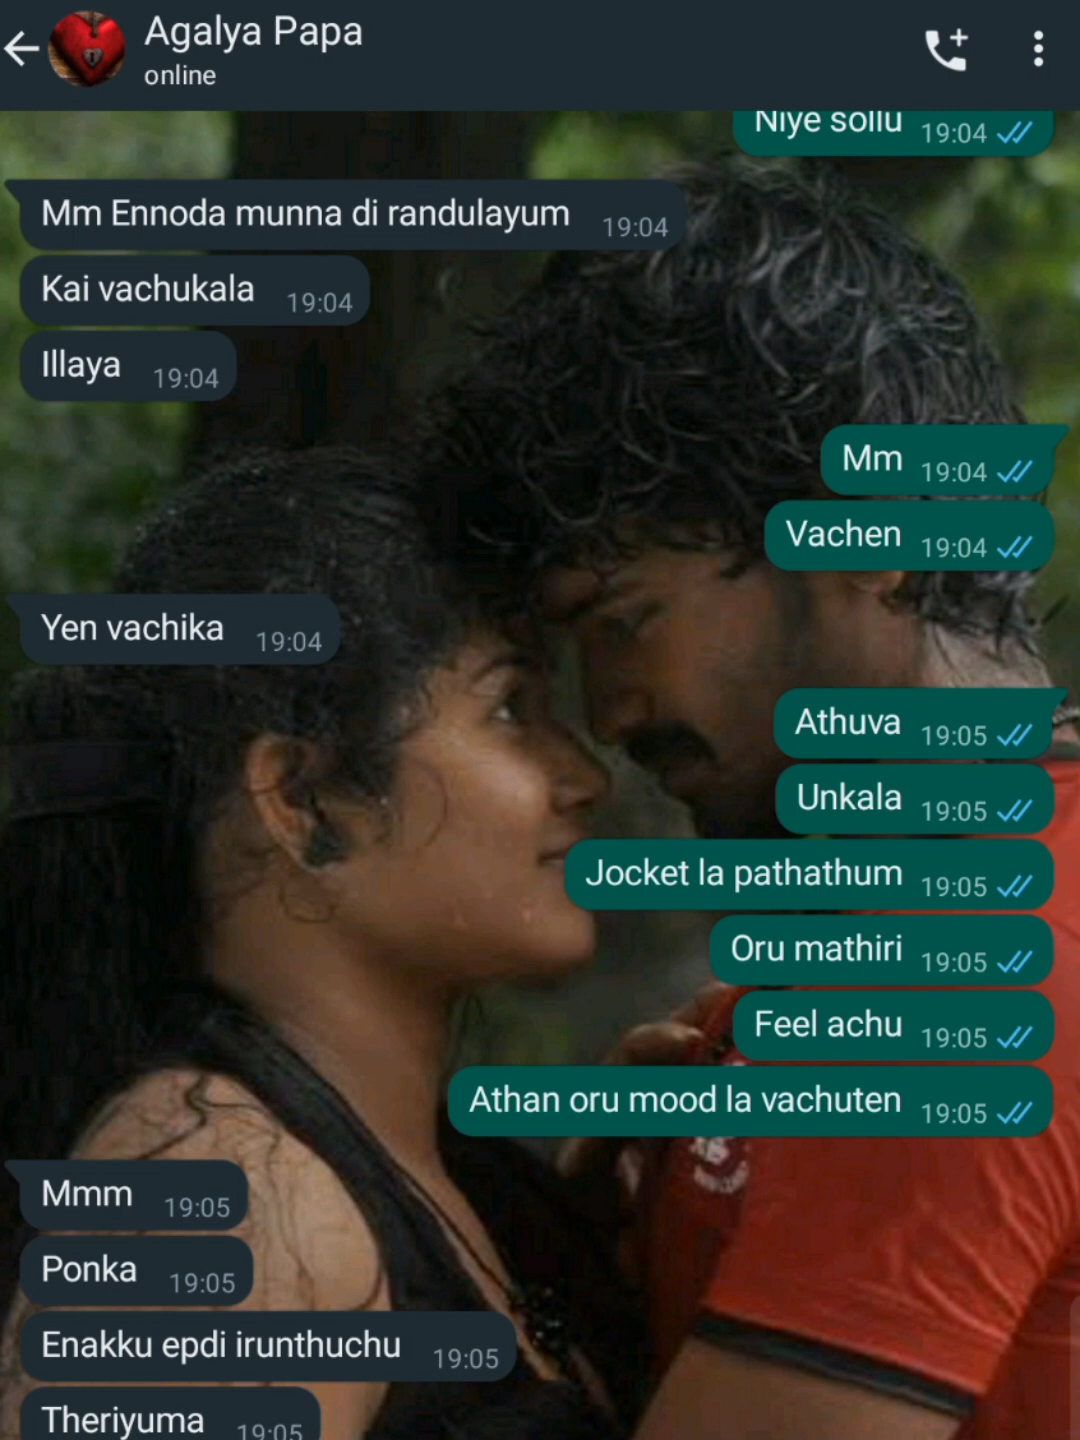 Agalya Papa
online
Niye sollu 19:04
Mm Ennoda munna di randulayum 19:04
Kai vachukala 19:04
Illaya 19:04
Mm 19:04
Vachen 19:04
Yen vachika 19:04
Athuva 19:05
Unkala 19:05
Jocket la pathathum 19:05
Oru mathiri 19:05
Feel achu 19:05
Athan oru mood la vachuten 19:05
Mmm 19:05
Ponka 19:05
Enakku epdi irunthuchu 19:05
Theriyuma 19:05